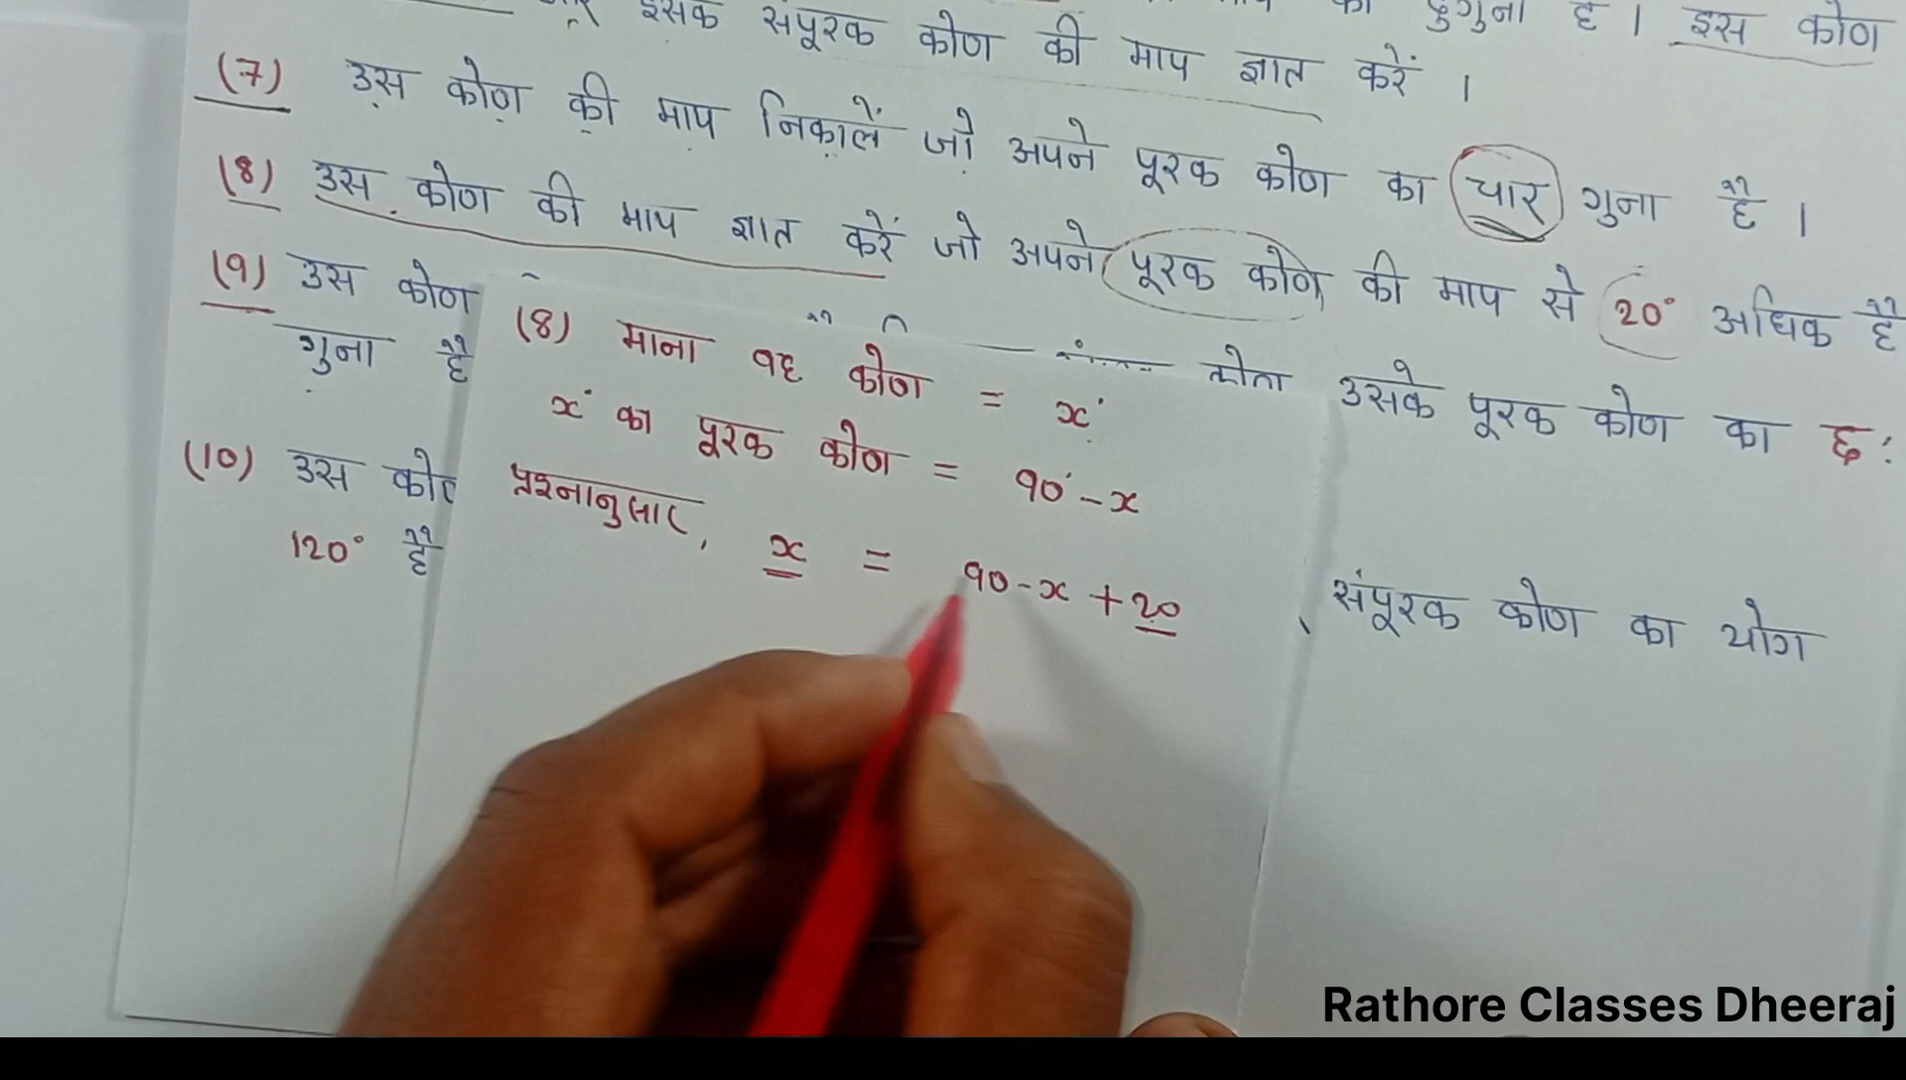 इसके संपूरक कोण की माप ज्ञात करें । दुगुना है । इस कोण
(7) उस कोण की माप निकालें जो अपने पूरक कोण का चार गुना है ।
(8) उस कोण की माप ज्ञात करें जो अपने पूरक कोण की माप से 20° अधिक है
(9) उस कोण उसके पूरक कोण का छ:
गुना है
(10) उस संपूरक कोण का योग
120° है
(8) माना वह कोण = x°
x° का पूरक कोण = 90° - x
प्रश्नानुसार, x = 90 - x + 20
Rathore Classes Dheeraj